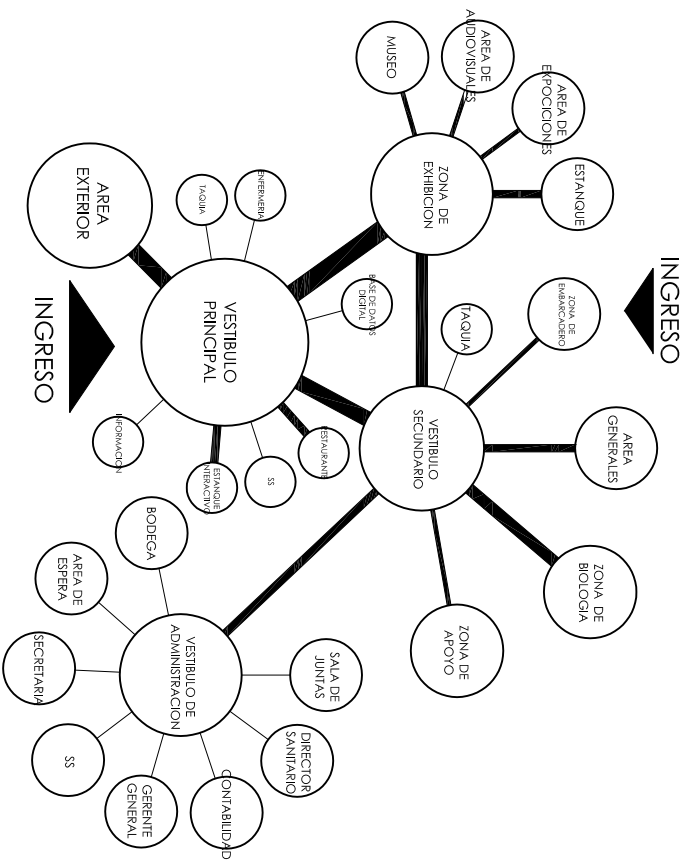 MUSEO
AREA DE
AUDIOVISUALES
AREA DE
EXPOCICIONES
ESTANQUE
ZONA DE
EXHIBICION
AREA
EXTERIOR
TAQUIA
ENFERMERIA
BASE DE DATOS
DIGITAL
VESTIBULO
PRINCIPAL
INGRESO
INFORMACION
ESTANQUE
INTERACTIVO
SS
RESTAURANTE
INGRESO
ZONA DE
EMBARCADERO
TAQUIA
VESTIBULO
SECUNDARIO
AREA
GENERALES
ZONA DE
BIOLOGIA
ZONA DE
APOYO
BODEGA
AREA DE
ESPERA
SECRETARIA
SS
GERENTE
GENERAL
CONTABILIDAD
DIRECTOR
SANITARIO
SALA DE
JUNTAS
VESTIBULO DE
ADMINISTRACION